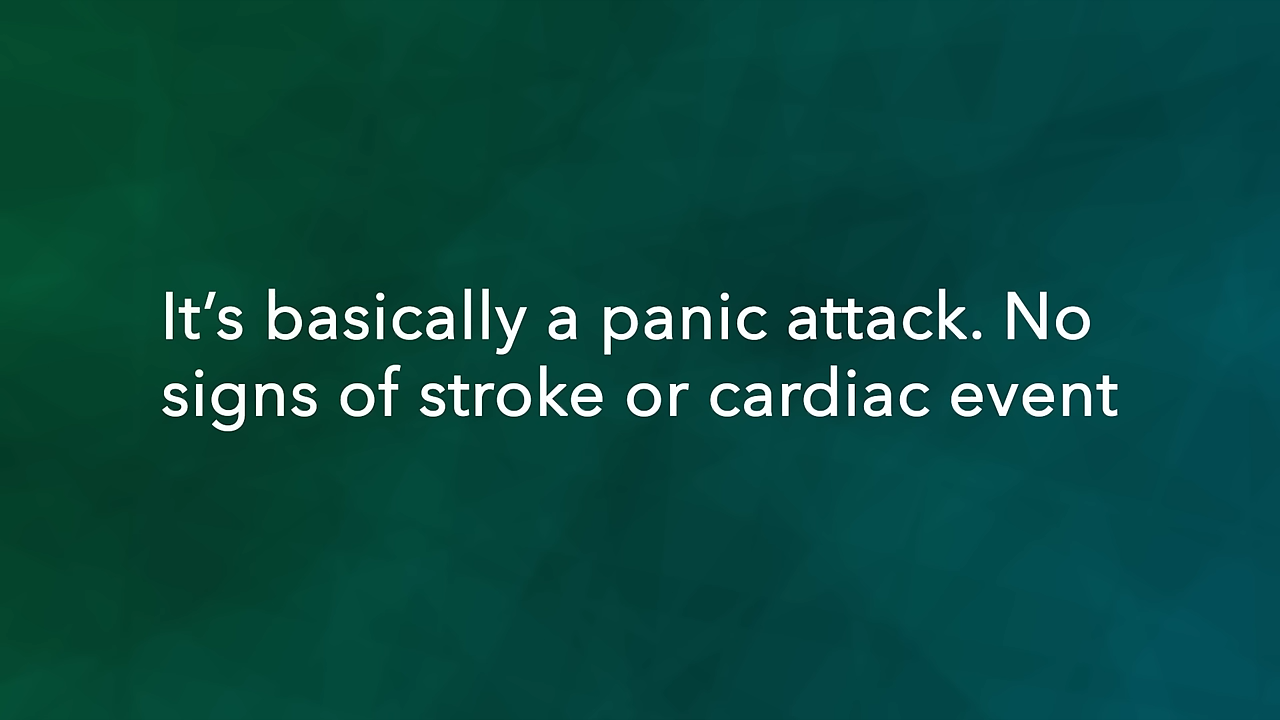 It’s basically a panic attack. No
signs of stroke or cardiac event